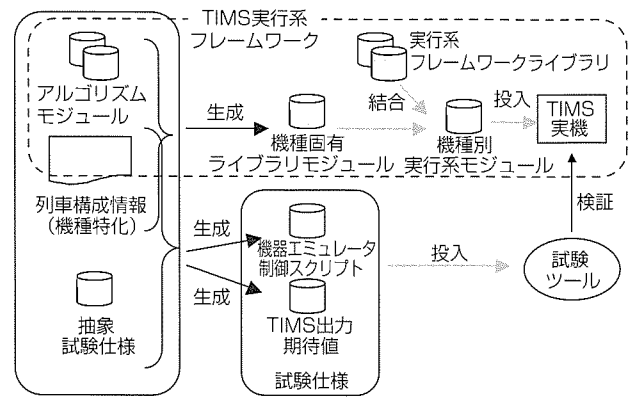 TIMS実行系
フレームワーク
アルゴリズム
モジュール
列車構成情報
（機種特化）
抽象
試験仕様
生成
機種固有
ライブラリモジュール
実行系
フレームワークライブラリ
結合
機種別
実行系モジュール
投入
TIMS
実機
検証
生成
機器エミュレータ
制御スクリプト
生成
TIMS出力
期待値
試験仕様
投入
試験
ツール